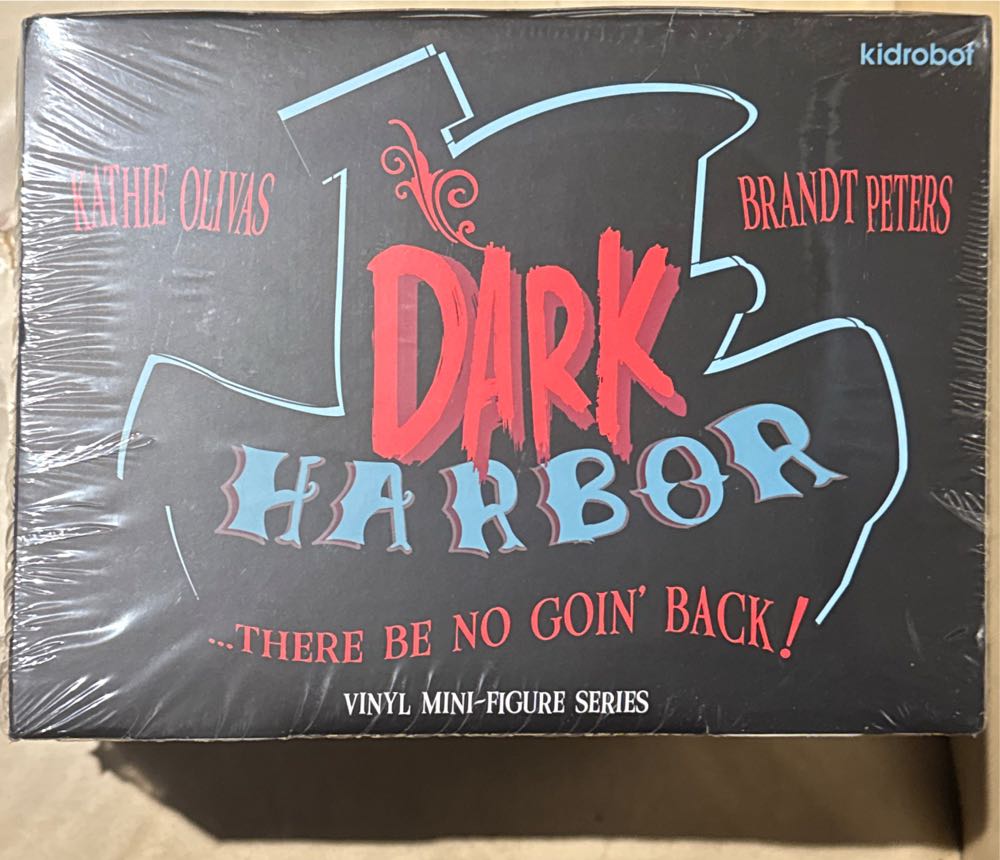 kidrobot
KATHIE OLIVAS
BRANDT PETERS
DARK
HARBOR
...THERE BE NO GOIN' BACK!
VINYL MINI-FIGURE SERIES